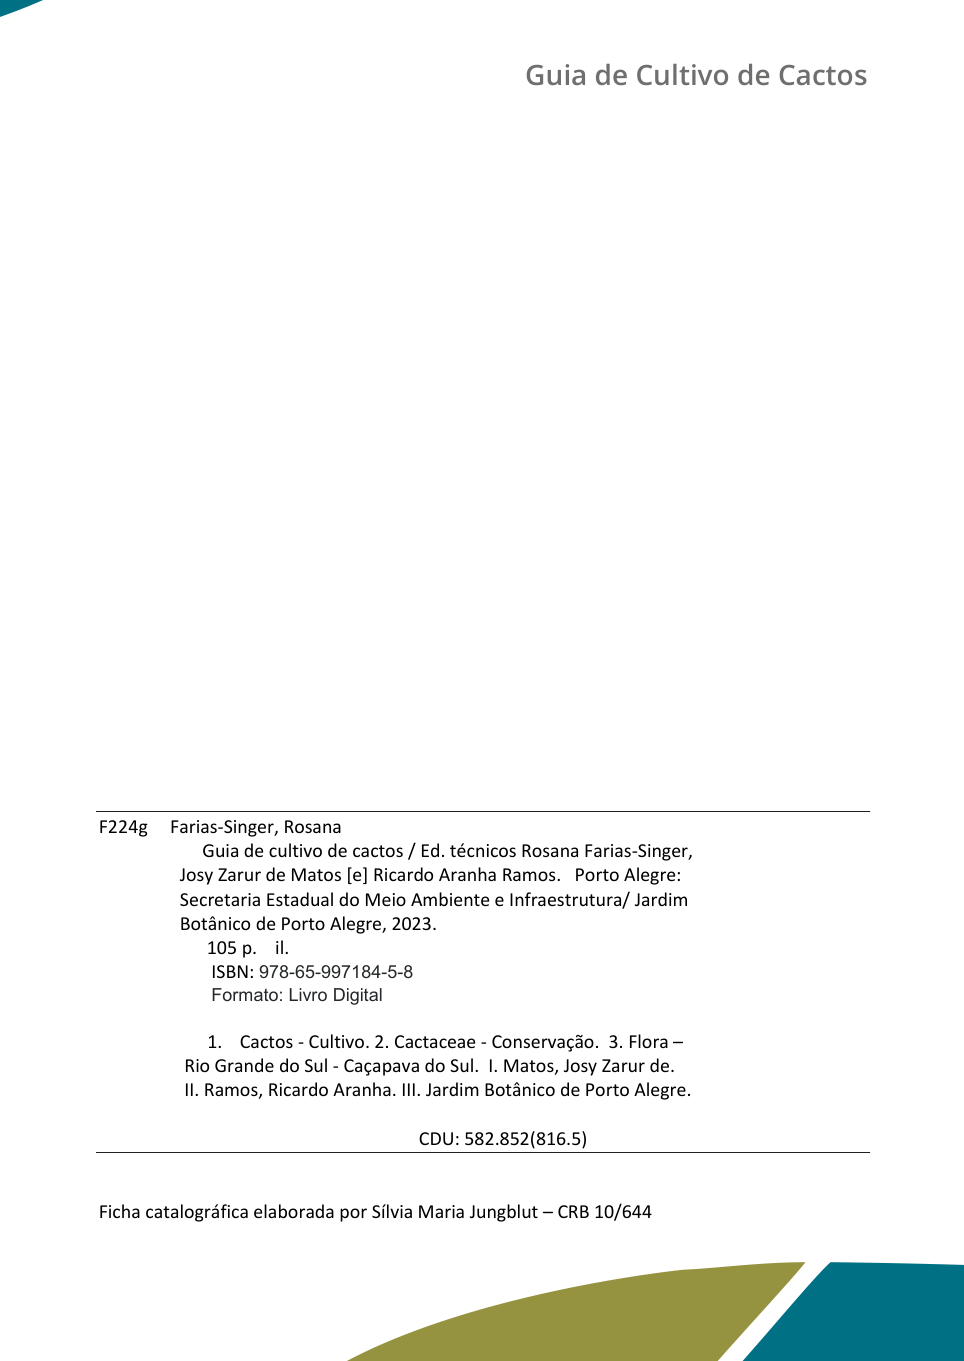 Guia de Cultivo de Cactos
F224g Farias-Singer, Rosana
Guia de cultivo de cactos / Ed. técnicos Rosana Farias-Singer,
Josy Zarur de Matos [e] Ricardo Aranha Ramos. Porto Alegre:
Secretaria Estadual do Meio Ambiente e Infraestrutura/ Jardim
Botânico de Porto Alegre, 2023.
105 p. il.
ISBN: 978-65-997184-5-8
Formato: Livro Digital
1. Cactos - Cultivo. 2. Cactaceae - Conservação. 3. Flora –
Rio Grande do Sul - Caçapava do Sul. I. Matos, Josy Zarur de.
II. Ramos, Ricardo Aranha. III. Jardim Botânico de Porto Alegre.
CDU: 582.852(816.5)
Ficha catalográfica elaborada por Sílvia Maria Jungblut – CRB 10/644